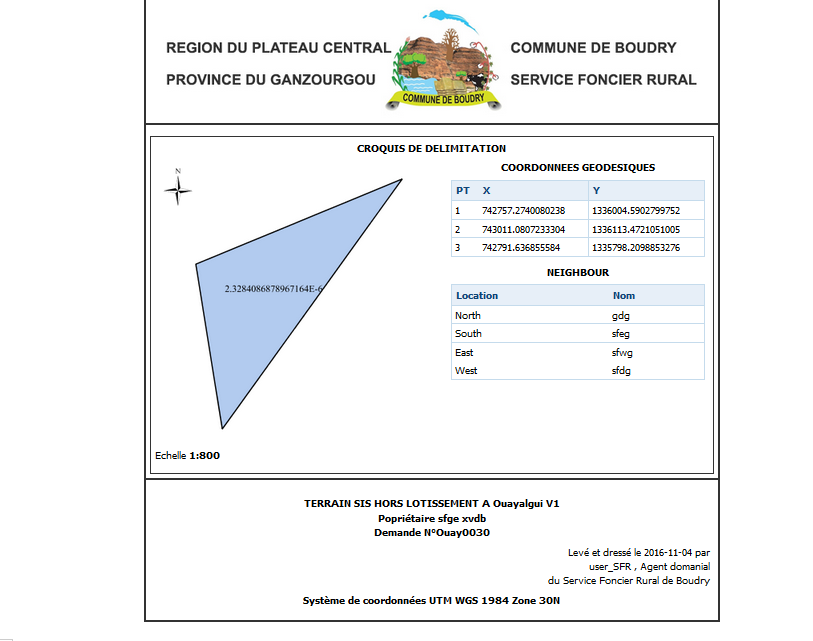 REGION DU PLATEAU CENTRAL
PROVINCE DU GANZOURGOU
COMMUNE DE BOUDRY
COMMUNE DE BOUDRY
SERVICE FONCIER RURAL
CROQUIS DE DELIMITATION
N
2.3284086878967164E-6
Echelle 1:800
COORDONNEES GEODESIQUES
PT X Y
1 742757.2740080238 1336004.5902799752
2 743011.0807233304 1336113.4721051005
3 742791.636855584 1335798.2098853276
NEIGHBOUR
Location Nom
North gdg
South sfeg
East sfwg
West sfdg
TERRAIN SIS HORS LOTISSEMENT A Ouayalgui V1
Popriétaire sfge xvdb
Demande N°Ouay0030
Levé et dressé le 2016-11-04 par
user_SFR , Agent domanial
du Service Foncier Rural de Boudry
Système de coordonnées UTM WGS 1984 Zone 30N